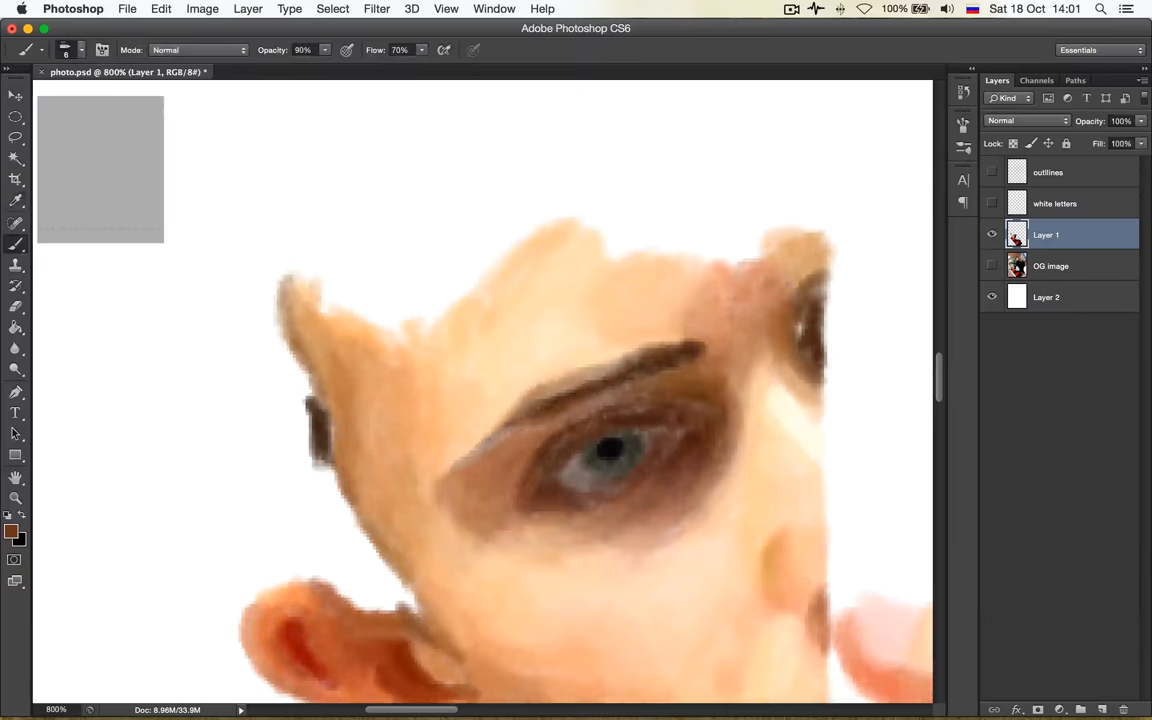 Photoshop File Edit Image Layer Type Select Filter 3D View Window Help 100% Sat 18 Oct 14:01
Adobe Photoshop CS6
6 Mode: Normal Opacity: 90% Flow: 70% Essentials
× photo.psd @ 800% (Layer 1, RGB/8#) *
Layers Channels Paths
Kind
Normal Opacity: 100%
Lock: Fill: 100%
outllines
white letters
Layer 1
OG image
Layer 2
800% Doc: 8.96M/33.9M